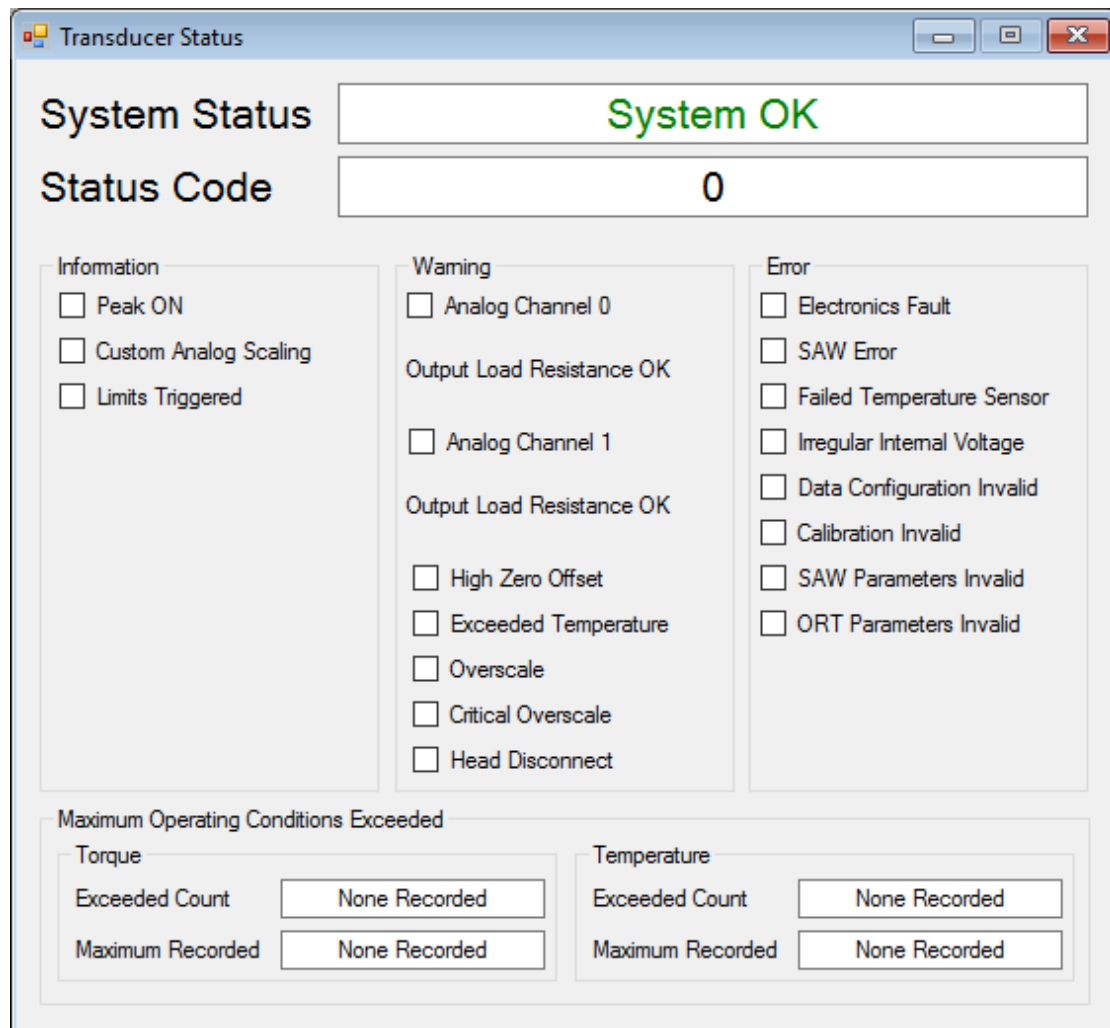 Transducer Status
System Status
System OK
Status Code
0
Information
Peak ON
Custom Analog Scaling
Limits Triggered
Warning
Analog Channel 0
Output Load Resistance OK
Analog Channel 1
Output Load Resistance OK
High Zero Offset
Exceeded Temperature
Overscale
Critical Overscale
Head Disconnect
Error
Electronics Fault
SAW Error
Failed Temperature Sensor
Irregular Internal Voltage
Data Configuration Invalid
Calibration Invalid
SAW Parameters Invalid
ORT Parameters Invalid
Maximum Operating Conditions Exceeded
Torque
Exceeded Count
None Recorded
Maximum Recorded
None Recorded
Temperature
Exceeded Count
None Recorded
Maximum Recorded
None Recorded